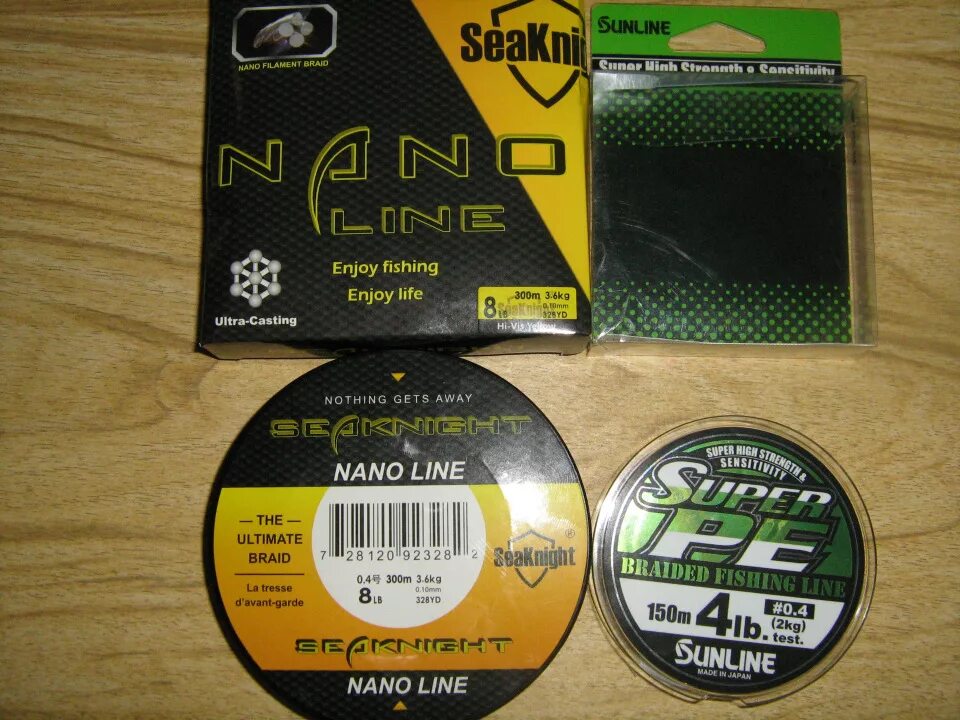 NANO FILAMENT BRAID
SeaKnig
NANO
LINE
Enjoy fishing
Enjoy life
Ultra-Casting
300m 3.6kg
8LB 0.10mm
328YD
SeaKnight
Hi-Vis Yellow
SUNLINE
Super High Strength & Sensitivity
NOTHING GETS AWAY
SEAKNIGHT
NANO LINE
— THE —
ULTIMATE
BRAID
La tresse
d'avant-garde
7 28120 92328 2
0.4号 300m 3.6kg
8LB 0.10mm
328YD
SeaKnight®
SEAKNIGHT
NANO LINE
SUPER HIGH STRENGTH &
SENSITIVITY
SUPER
PE
BRAIDED FISHING LINE
150m 4lb. #0.4
(2kg)
test.
SUNLINE
MADE IN JAPAN